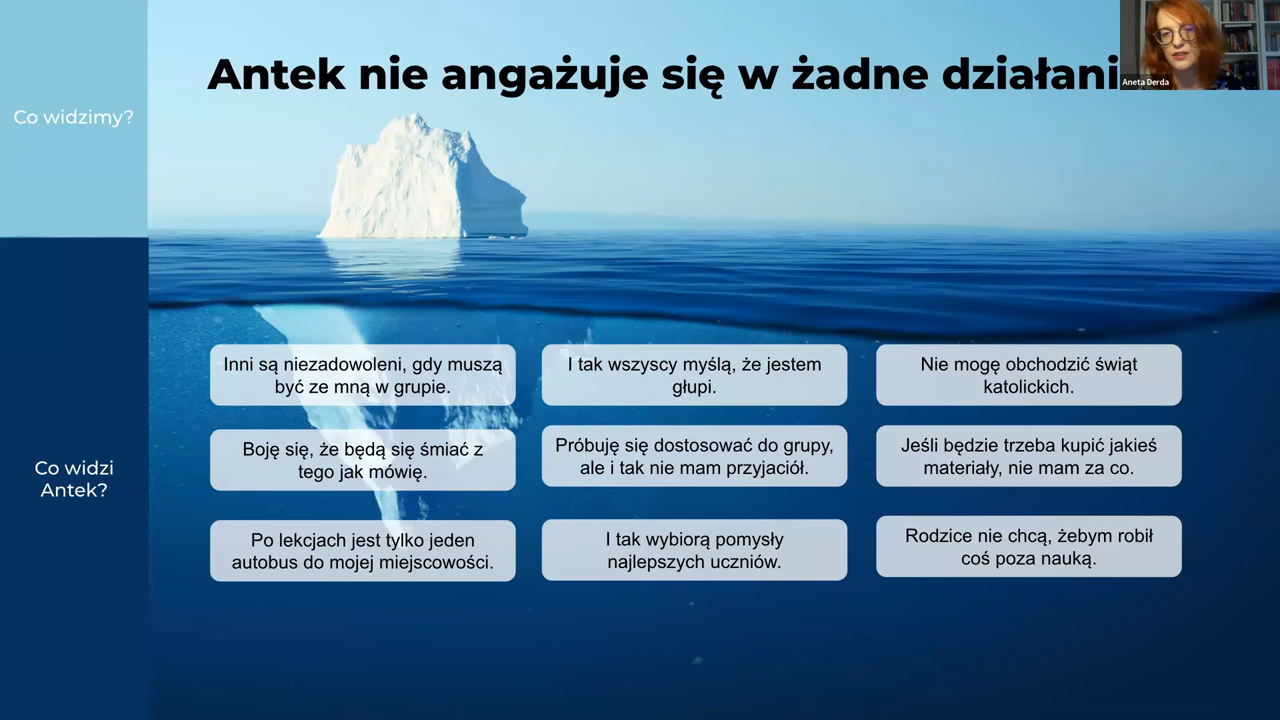 Antek nie angażuje się w żadne działani
Aneta Derda
Co widzimy?
Inni są niezadowoleni, gdy muszą
być ze mną w grupie.
I tak wszyscy myślą, że jestem
głupi.
Nie mogę obchodzić świąt
katolickich.
Boję się, że będą się śmiać z
tego jak mówię.
Próbuję się dostosować do grupy,
ale i tak nie mam przyjaciół.
Jeśli będzie trzeba kupić jakieś
materiały, nie mam za co.
Co widzi
Antek?
Po lekcjach jest tylko jeden
autobus do mojej miejscowości.
I tak wybiorą pomysły
najlepszych uczniów.
Rodzice nie chcą, żebym robił
coś poza nauką.